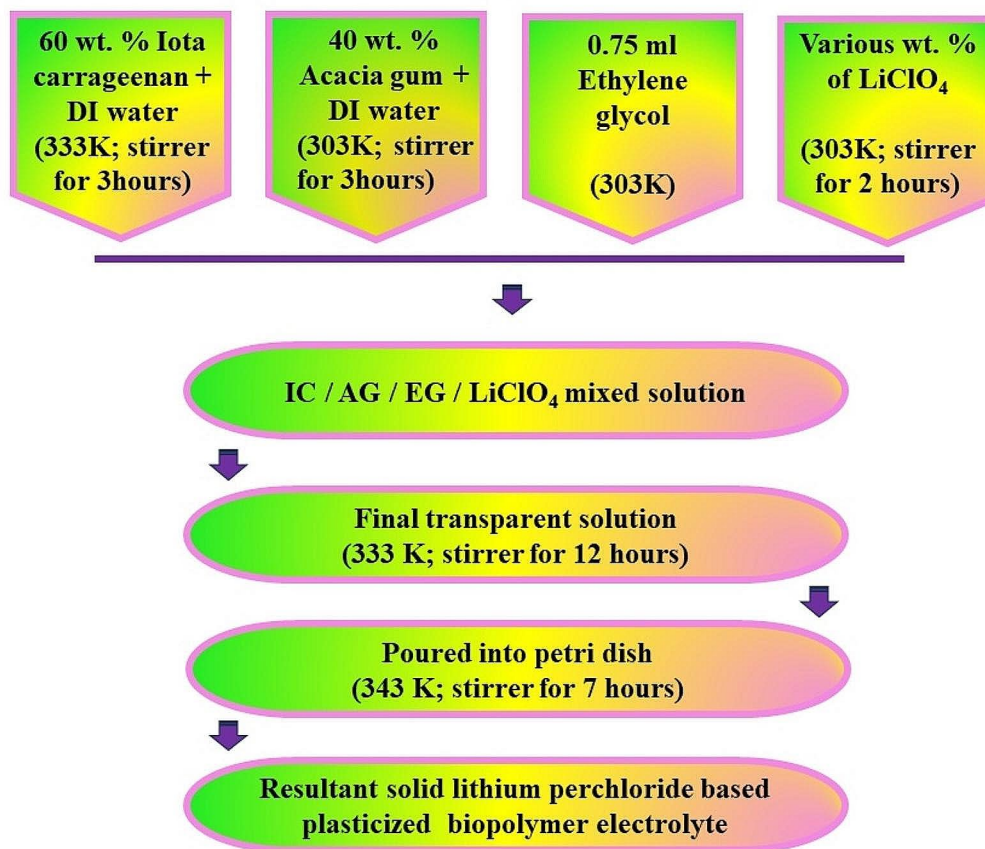 60 wt. % Iota
carrageenan +
DI water
(333K; stirrer
for 3hours)
40 wt. %
Acacia gum +
DI water
(303K; stirrer
for 3hours)
0.75 ml
Ethylene
glycol
(303K)
Various wt. %
of LiClO₄
(303K; stirrer
for 2 hours)
IC / AG / EG / LiClO₄ mixed solution
Final transparent solution
(333 K; stirrer for 12 hours)
Poured into petri dish
(343 K; stirrer for 7 hours)
Resultant solid lithium perchloride based
plasticized biopolymer electrolyte